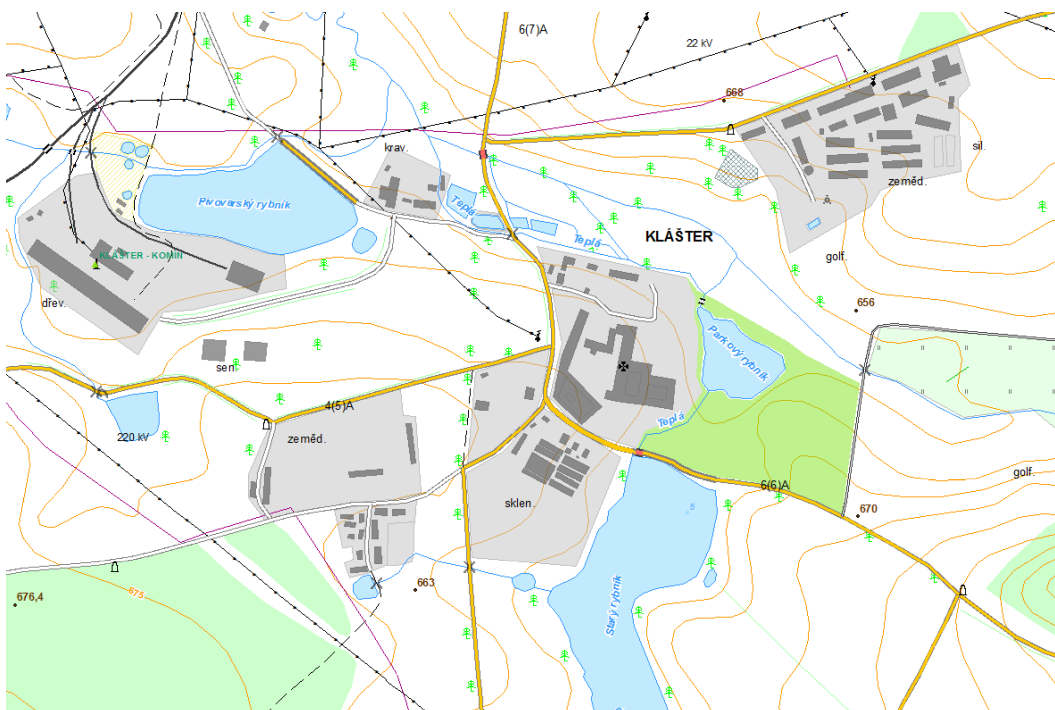 6(7)A
22 kV
668
síl.
krav.
zeměd.
Pivovarský rybník
Teplá
Teplá
KLÁŠTER
KLÁŠTER - KOMÍN
golf.
dřev.
656
Parkový rybník
sen.
4(5)A
Teplá
220 kV
zeměd.
golf.
6(6)A
sklen.
670
663
676,4
675
Starý rybník